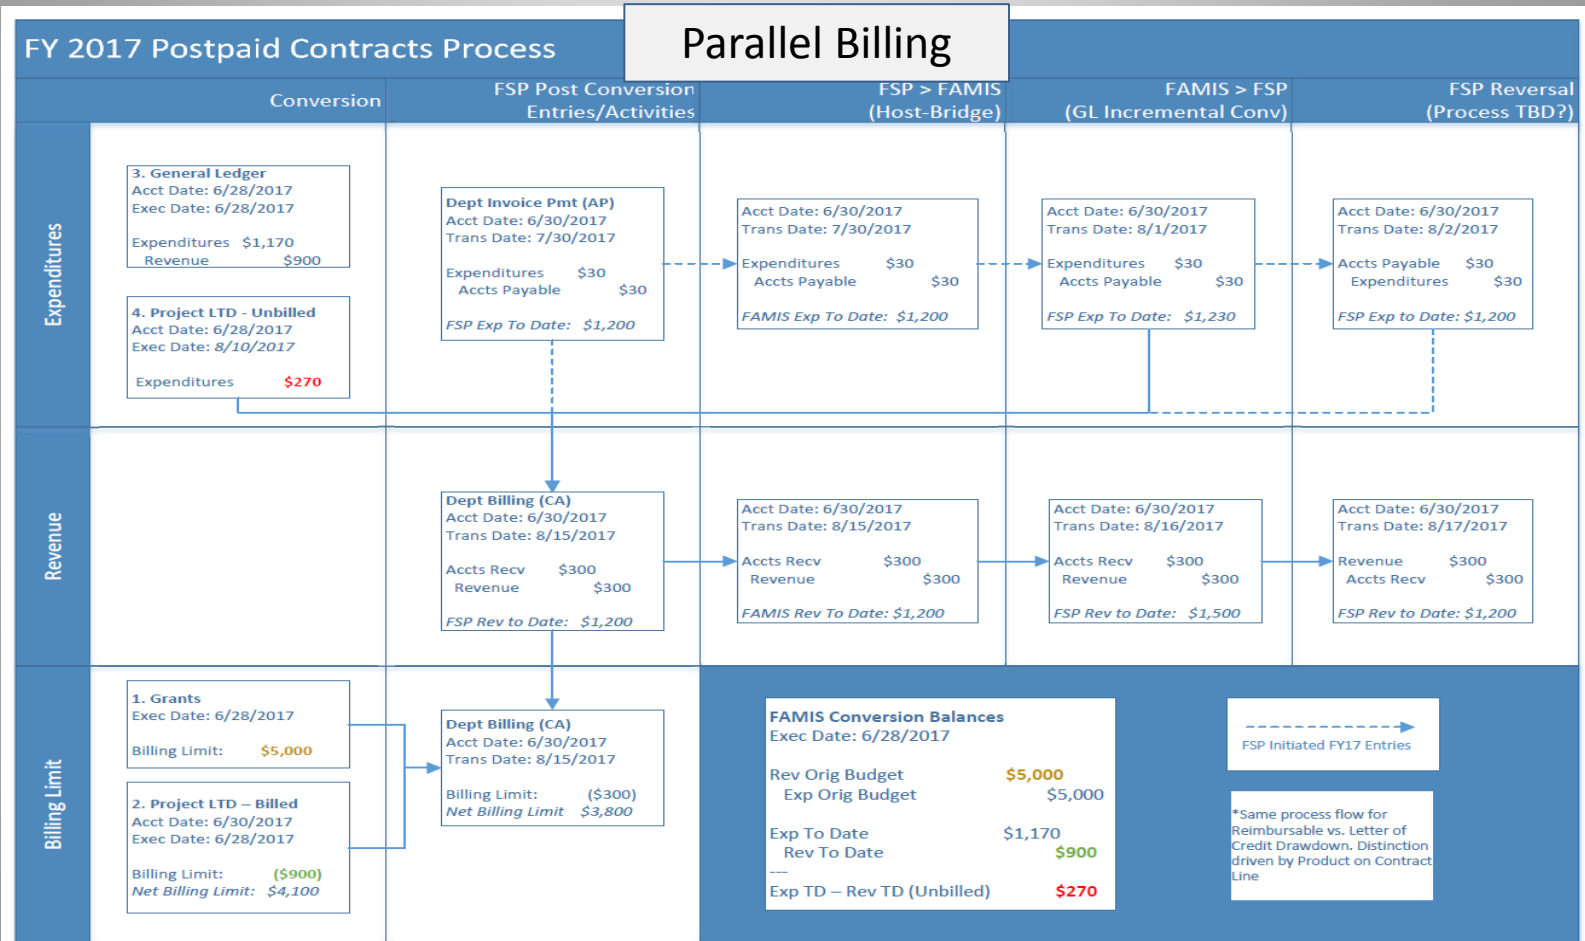 Parallel Billing
FY 2017 Postpaid Contracts Process
Conversion
FSP Post Conversion
Entries/Activities
FSP > FAMIS
(Host-Bridge)
FAMIS > FSP
(GL Incremental Conv)
FSP Reversal
(Process TBD?)
Expenditures
3. General Ledger
Acct Date: 6/28/2017
Exec Date: 6/28/2017
Expenditures $1,170
Revenue $900
4. Project LTD - Unbilled
Acct Date: 6/28/2017
Exec Date: 8/10/2017
Expenditures $270
Dept Invoice Pmt (AP)
Acct Date: 6/30/2017
Trans Date: 7/30/2017
Expenditures $30
Accts Payable $30
FSP Exp To Date: $1,200
Acct Date: 6/30/2017
Trans Date: 7/30/2017
Expenditures $30
Accts Payable $30
FAMIS Exp To Date: $1,200
Acct Date: 6/30/2017
Trans Date: 8/1/2017
Expenditures $30
Accts Payable $30
FSP Exp To Date: $1,230
Acct Date: 6/30/2017
Trans Date: 8/2/2017
Accts Payable $30
Expenditures $30
FSP Exp to Date: $1,200
Revenue
Dept Billing (CA)
Acct Date: 6/30/2017
Trans Date: 8/15/2017
Accts Recv $300
Revenue $300
FSP Rev to Date: $1,200
Acct Date: 6/30/2017
Trans Date: 8/15/2017
Accts Recv $300
Revenue $300
FAMIS Rev To Date: $1,200
Acct Date: 6/30/2017
Trans Date: 8/16/2017
Accts Recv $300
Revenue $300
FSP Rev to Date: $1,500
Acct Date: 6/30/2017
Trans Date: 8/17/2017
Revenue $300
Accts Recv $300
FSP Rev to Date: $1,200
Billing Limit
1. Grants
Exec Date: 6/28/2017
Billing Limit: $5,000
2. Project LTD – Billed
Acct Date: 6/30/2017
Exec Date: 6/28/2017
Billing Limit: ($900)
Net Billing Limit: $4,100
Dept Billing (CA)
Acct Date: 6/30/2017
Trans Date: 8/15/2017
Billing Limit: ($300)
Net Billing Limit $3,800
FAMIS Conversion Balances
Exec Date: 6/28/2017
Rev Orig Budget $5,000
Exp Orig Budget $5,000
Exp To Date $1,170
Rev To Date $900
---
Exp TD – Rev TD (Unbilled) $270
FSP Initiated FY17 Entries
*Same process flow for
Reimbursable vs. Letter of
Credit Drawdown. Distinction
driven by Product on Contract
Line